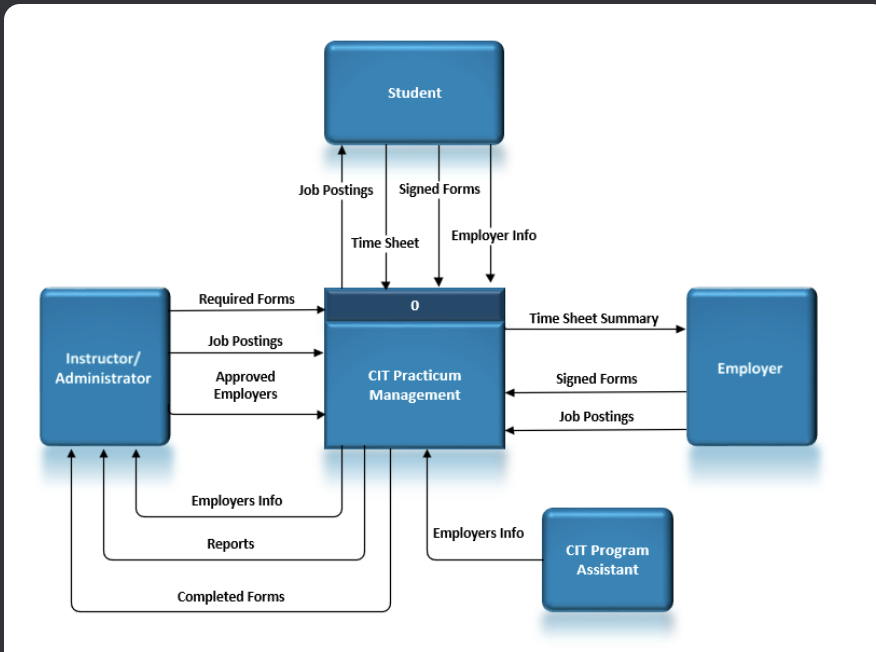 Student
Job Postings
Signed Forms
Time Sheet
Employer Info
0
CIT Practicum
Management
Instructor/
Administrator
Required Forms
Job Postings
Approved
Employers
Time Sheet Summary
Signed Forms
Job Postings
Employer
Employers Info
Reports
Completed Forms
Employers Info
CIT Program
Assistant